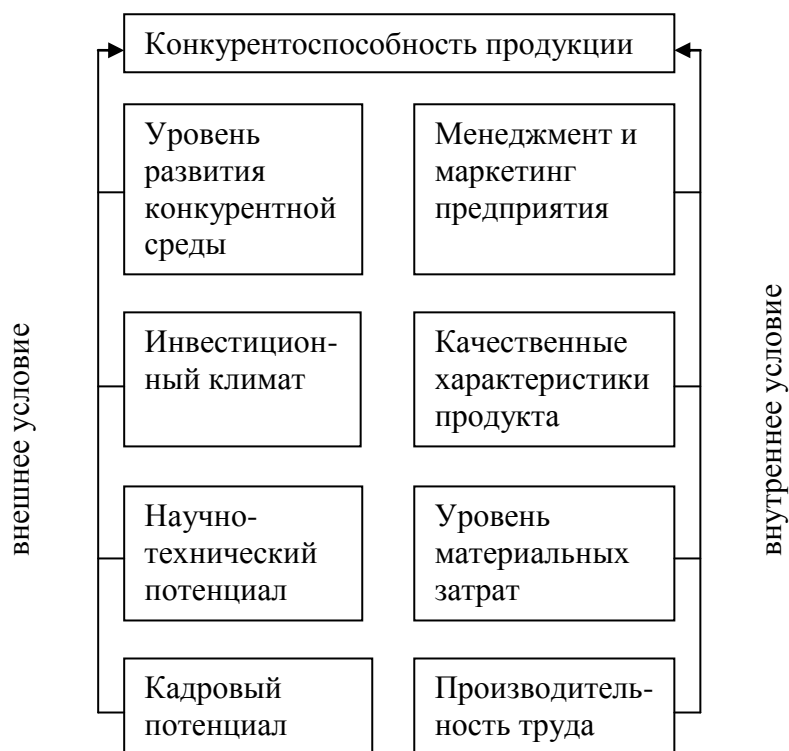 Конкурентоспособность продукции
Уровень
развития
конкурентной
среды
Менеджмент и
маркетинг
предприятия
Инвестицион-
ный климат
Качественные
характеристики
продукта
Научно-
технический
потенциал
Уровень
материальных
затрат
Кадровый
потенциал
Производитель-
ность труда
внешнее условие
внутреннее условие